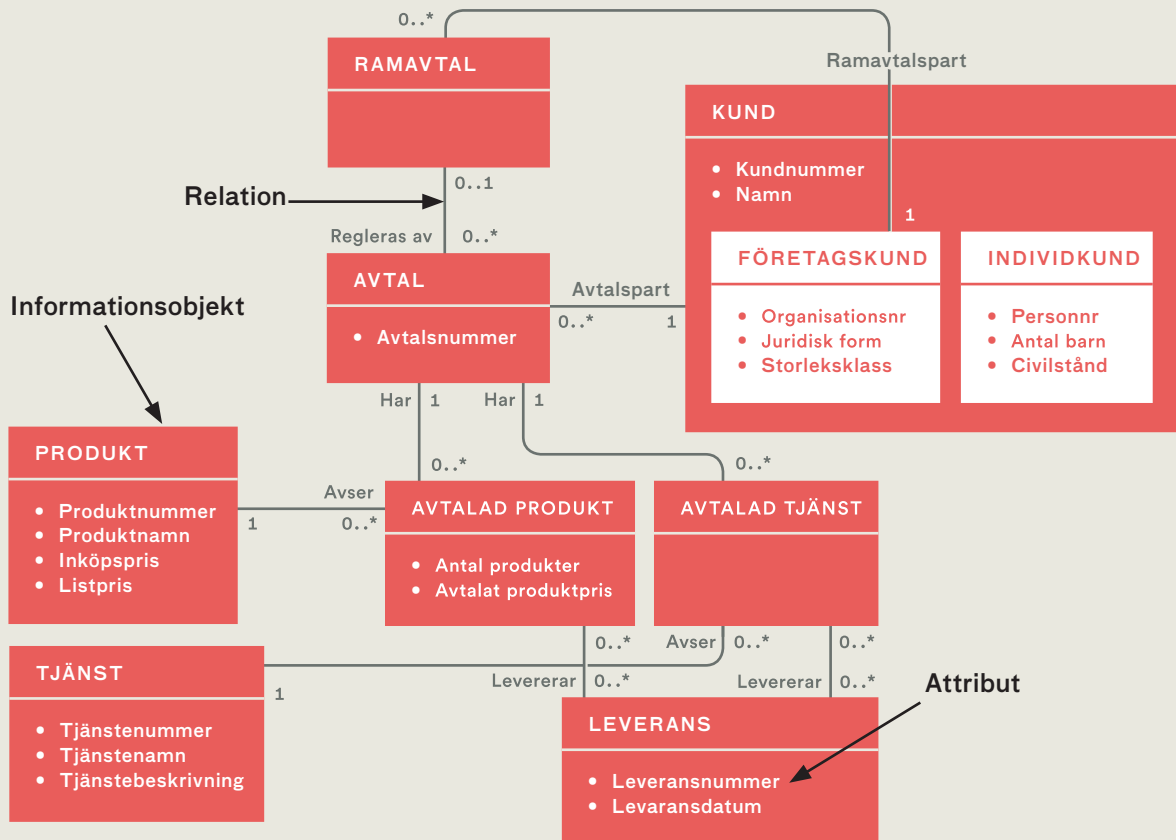 0..*
RAMAVTAL
Ramavtalspart
KUND
• Kundnummer
• Namn
1
FÖRETAGSKUND
• Organisationsnr
• Juridisk form
• Storleksklass
INDIVIDKUND
• Personnr
• Antal barn
• Civilstånd
Relation
0..1
Regleras av 0..*
AVTAL
• Avtalsnummer
Avtalspart
0..* 1
Informationsobjekt
Har 1
Har 1
0..*
0..*
PRODUKT
• Produktnummer
• Produktnamn
• Inköpspris
• Listpris
Avser
1 0..*
AVTALAD PRODUKT
• Antal produkter
• Avtalat produktpris
AVTALAD TJÄNST
0..*
Avser 0..*
0..*
TJÄNST
1
• Tjänstenummer
• Tjänstenamn
• Tjänstebeskrivning
Levererar 0..*
Levererar 0..*
Attribut
LEVERANS
• Leveransnummer
• Levaransdatum